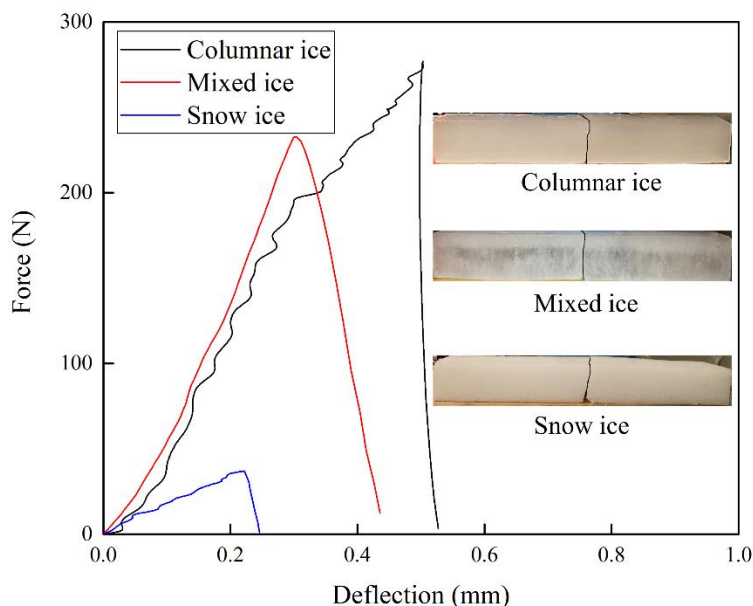 300
Columnar ice
Mixed ice
Snow ice
200
100
0
Force (N)
Columnar ice
Mixed ice
Snow ice
0.0 0.2 0.4 0.6 0.8 1.0
Deflection (mm)